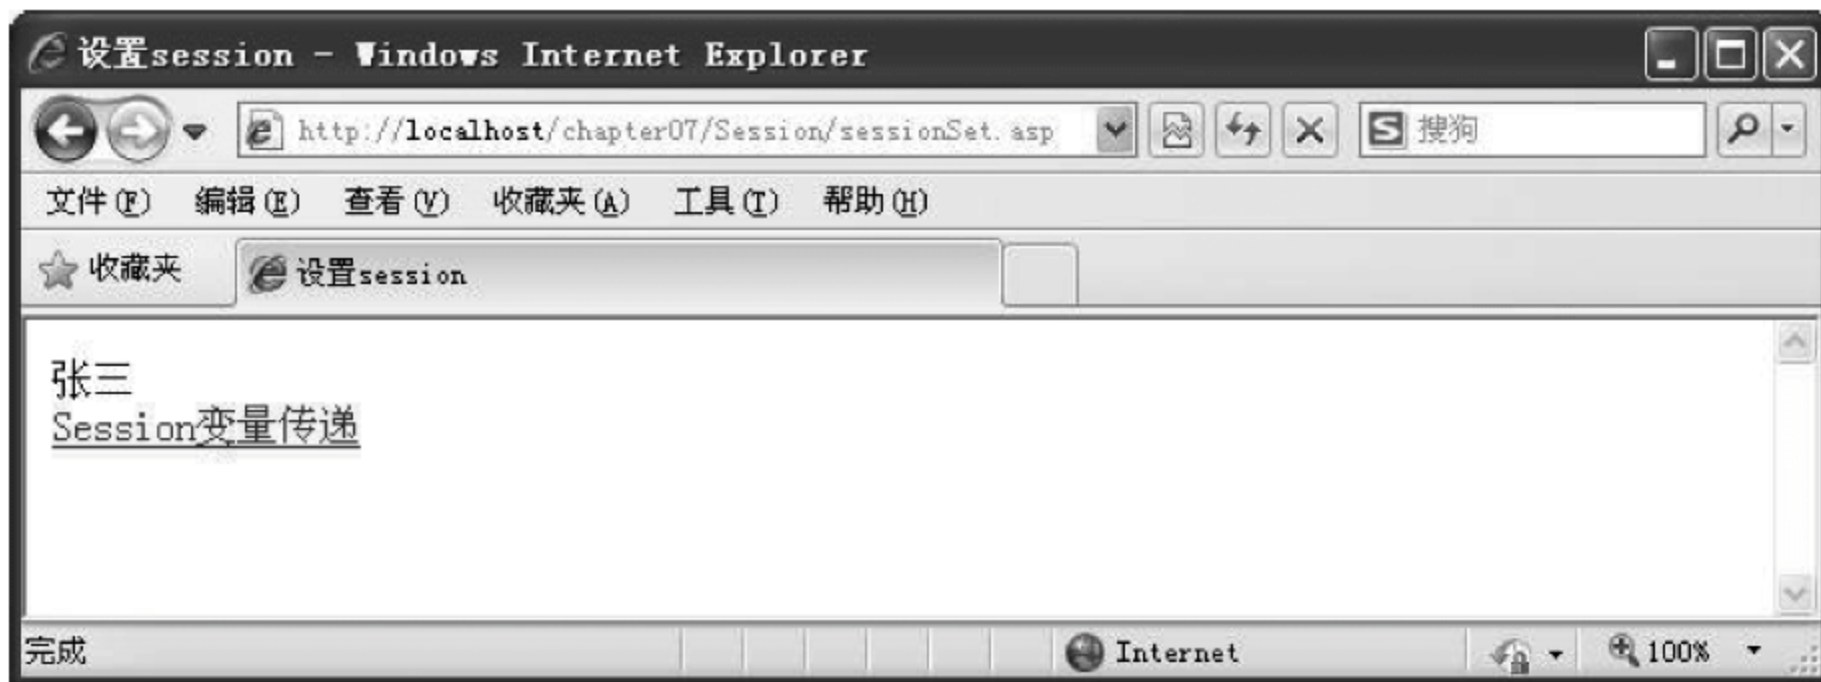 设置session - Windows Internet Explorer
http://localhost/chapter07/Session/sessionSet.asp
搜狗
文件(F) 编辑(E) 查看(V) 收藏夹(A) 工具(T) 帮助(H)
收藏夹 设置session
张三
Session变量传递
完成 Internet 100%